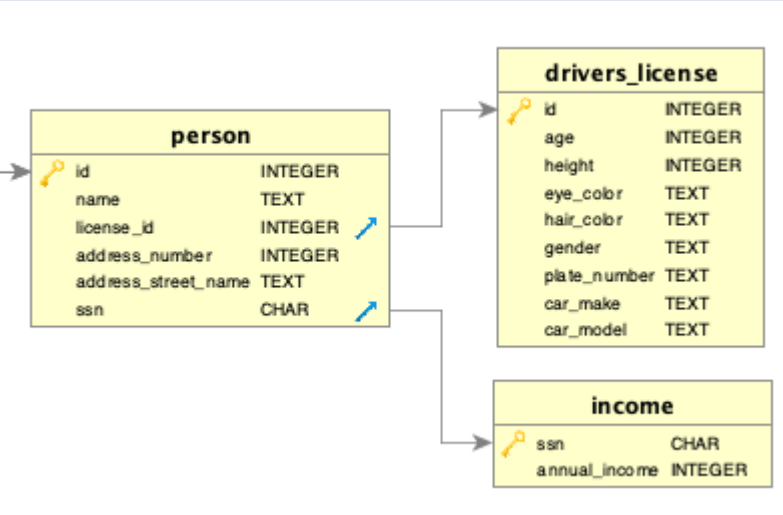 person
id INTEGER
name TEXT
license_id INTEGER
address_number INTEGER
address_street_name TEXT
ssn CHAR
drivers_license
id INTEGER
age INTEGER
height INTEGER
eye_color TEXT
hair_color TEXT
gender TEXT
plate_number TEXT
car_make TEXT
car_model TEXT
income
ssn CHAR
annual_income INTEGER